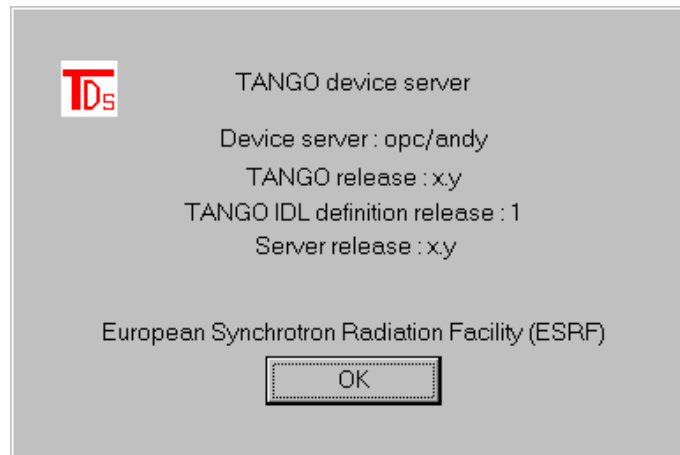 TDs
TANGO device server
Device server : opc/andy
TANGO release : x.y
TANGO IDL definition release : 1
Server release : x.y
European Synchrotron Radiation Facility (ESRF)
OK